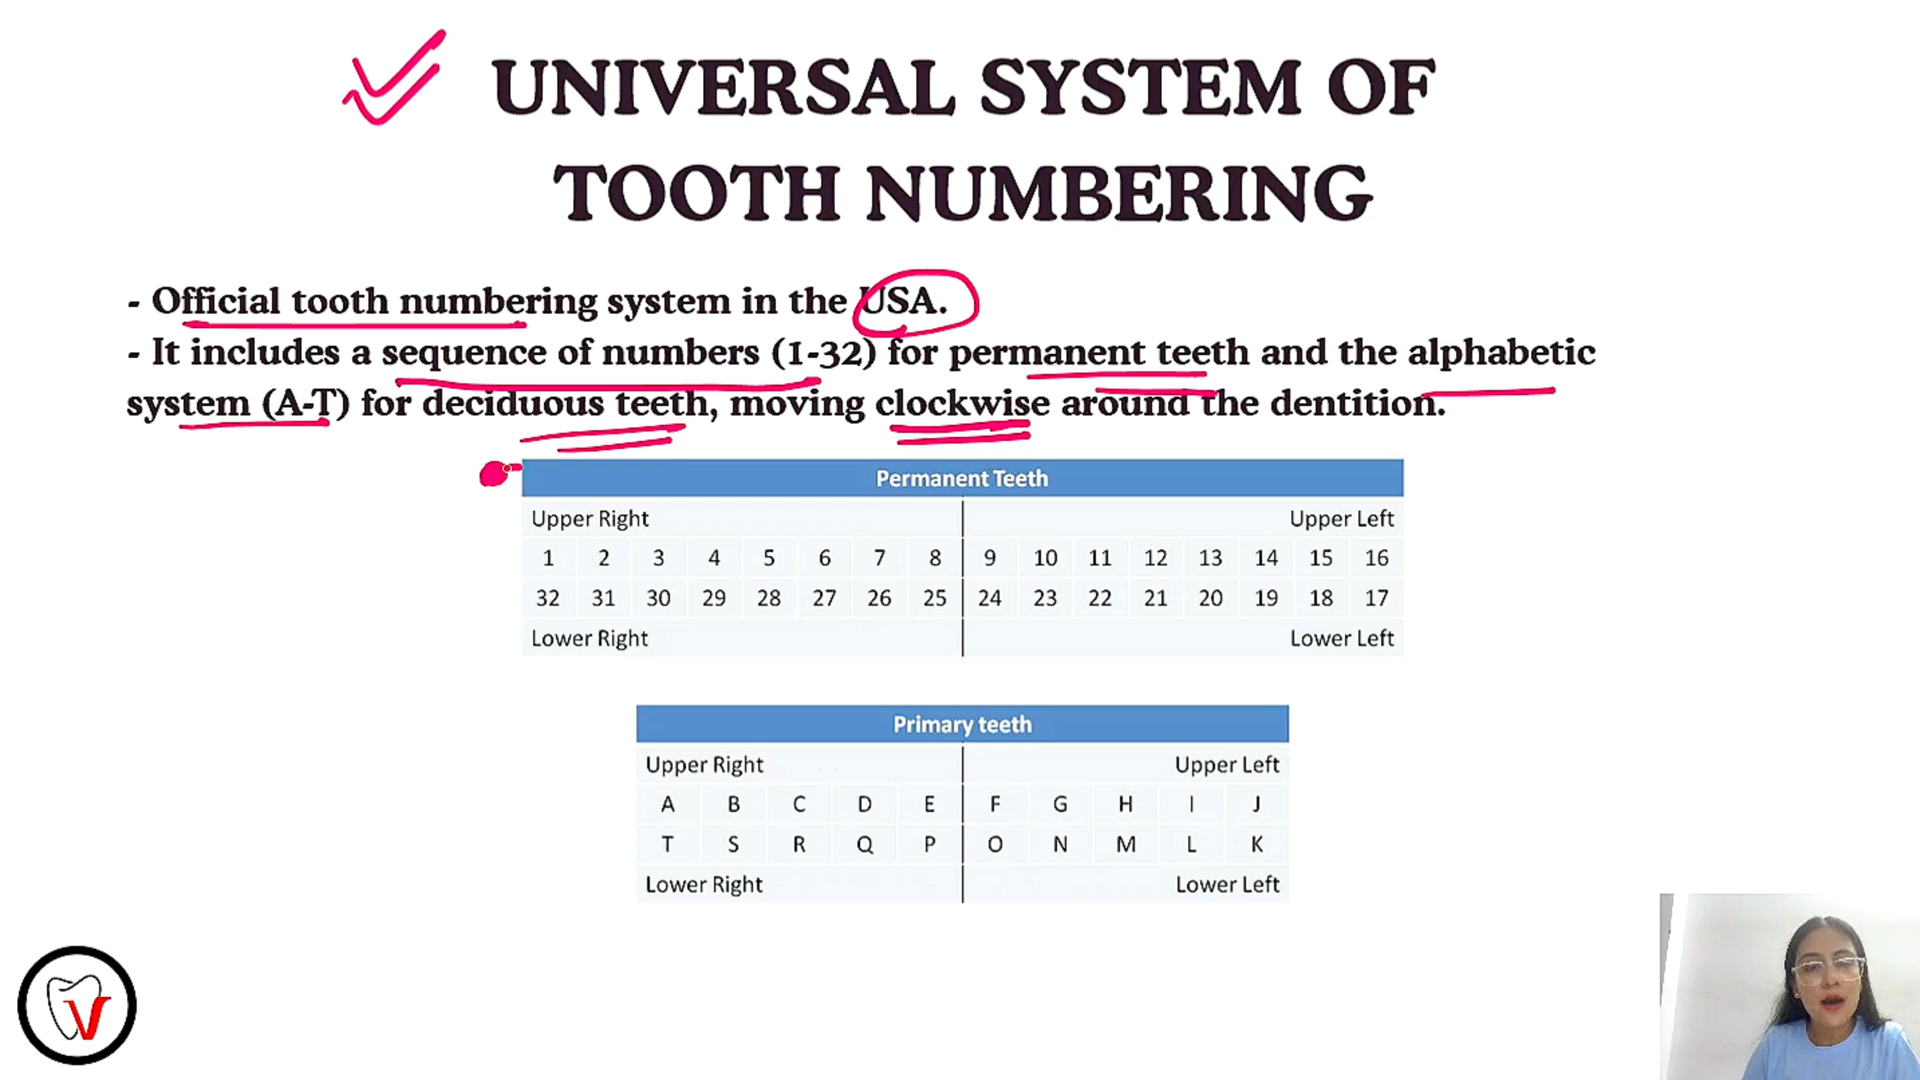 UNIVERSAL SYSTEM OF
TOOTH NUMBERING
- Official tooth numbering system in the USA.
- It includes a sequence of numbers (1-32) for permanent teeth and the alphabetic
system (A-T) for deciduous teeth, moving clockwise around the dentition.
Permanent Teeth
Upper Right Upper Left
1 2 3 4 5 6 7 8 9 10 11 12 13 14 15 16
32 31 30 29 28 27 26 25 24 23 22 21 20 19 18 17
Lower Right Lower Left
Primary teeth
Upper Right Upper Left
A B C D E F G H I J
T S R Q P O N M L K
Lower Right Lower Left
V